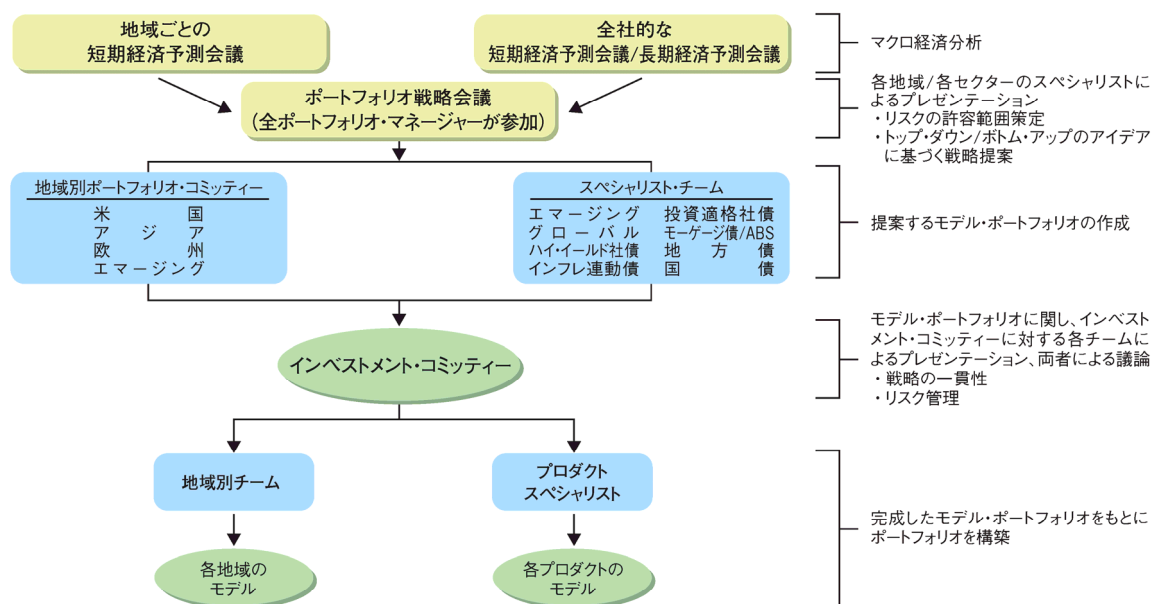 地域ごとの
短期経済予測会議
全社的な
短期経済予測会議/長期経済予測会議
マクロ経済分析
ポートフォリオ戦略会議
(全ポートフォリオ・マネージャーが参加)
各地域/各セクターのスペシャリストに
よるプレゼンテーション
・リスクの許容範囲策定
・トップ・ダウン/ボトム・アップのアイデア
に基づく戦略提案
地域別ポートフォリオ・コミッティー
米国
アジア
欧州
エマージング
スペシャリスト・チーム
エマージング 投資適格社債
グローバル モーゲージ債/ABS
ハイ・イールド社債 地方債
インフレ連動債 国債
提案するモデル・ポートフォリオの作成
インベストメント・コミッティー
モデル・ポートフォリオに関し、インベスト
メント・コミッティーに対する各チームに
よるプレゼンテーション、両者による議論
・戦略の一貫性
・リスク管理
地域別チーム
プロダクト
スペシャリスト
完成したモデル・ポートフォリオをもとに
ポートフォリオを構築
各地域の
モデル
各プロダクトの
モデル